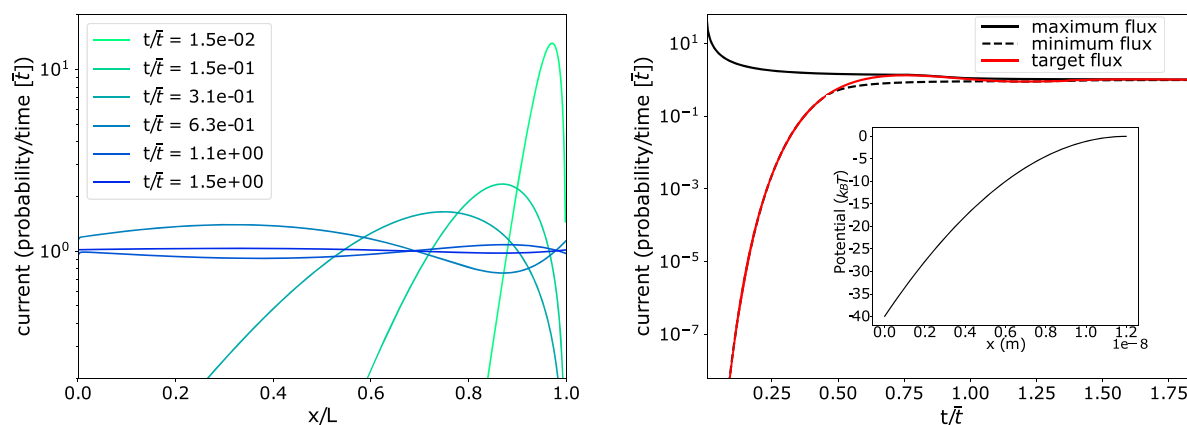 current (probability/time [t̄])
10¹
10⁰
t/t̄ = 1.5e-02
t/t̄ = 1.5e-01
t/t̄ = 3.1e-01
t/t̄ = 6.3e-01
t/t̄ = 1.1e+00
t/t̄ = 1.5e+00
0.0 0.2 0.4 0.6 0.8 1.0
x/L
current (probability/time [t̄])
10¹
10⁻¹
10⁻³
10⁻⁵
10⁻⁷
maximum flux
minimum flux
target flux
Potential (k_BT)
0
-5
-10
-15
-20
-25
-30
-35
-40
0.0 0.2 0.4 0.6 0.8 1.0 1.2
x (m)
1e−8
0.25 0.50 0.75 1.00 1.25 1.50 1.75
t/t̄